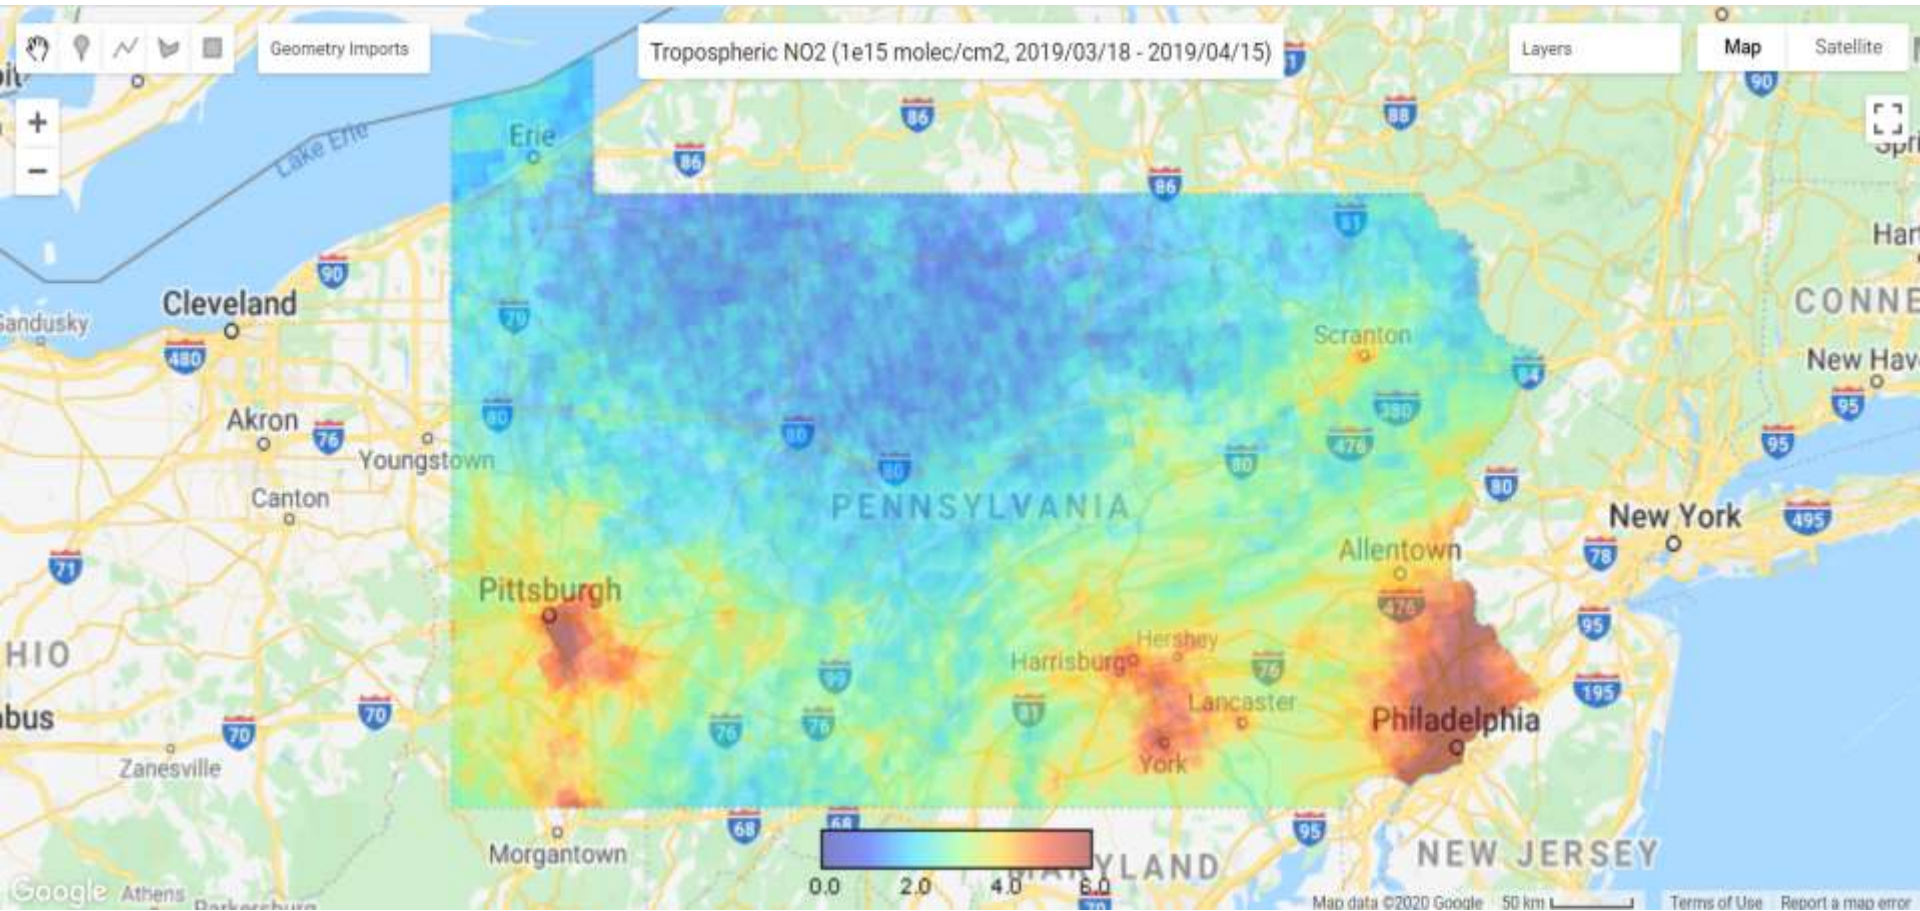 Geometry Imports
Tropospheric NO2 (1e15 molec/cm2, 2019/03/18 - 2019/04/15)
Layers
Map
Satellite
90
86
88
Erie
Lake Erie
86
86
81
90
Cleveland
79
CONNE
Sandusky
Scranton
480
84
New Hav
380
95
80
Akron
76
80
476
95
Youngstown
80
80
80
Canton
PENNSYLVANIA
New York
495
71
Allentown
78
Pittsburgh
476
95
HIO
Hershey
Harrisburg
76
99
195
70
Lancaster
81
bus
70
76
76
Philadelphia
Zanesville
York
68
68
95
Morgantown
NEW JERSEY
MARYLAND
0.0 2.0 4.0 6.0
Google
Athens
Parkersburg
70
Map data ©2020 Google
50 km
Terms of Use
Report a map error